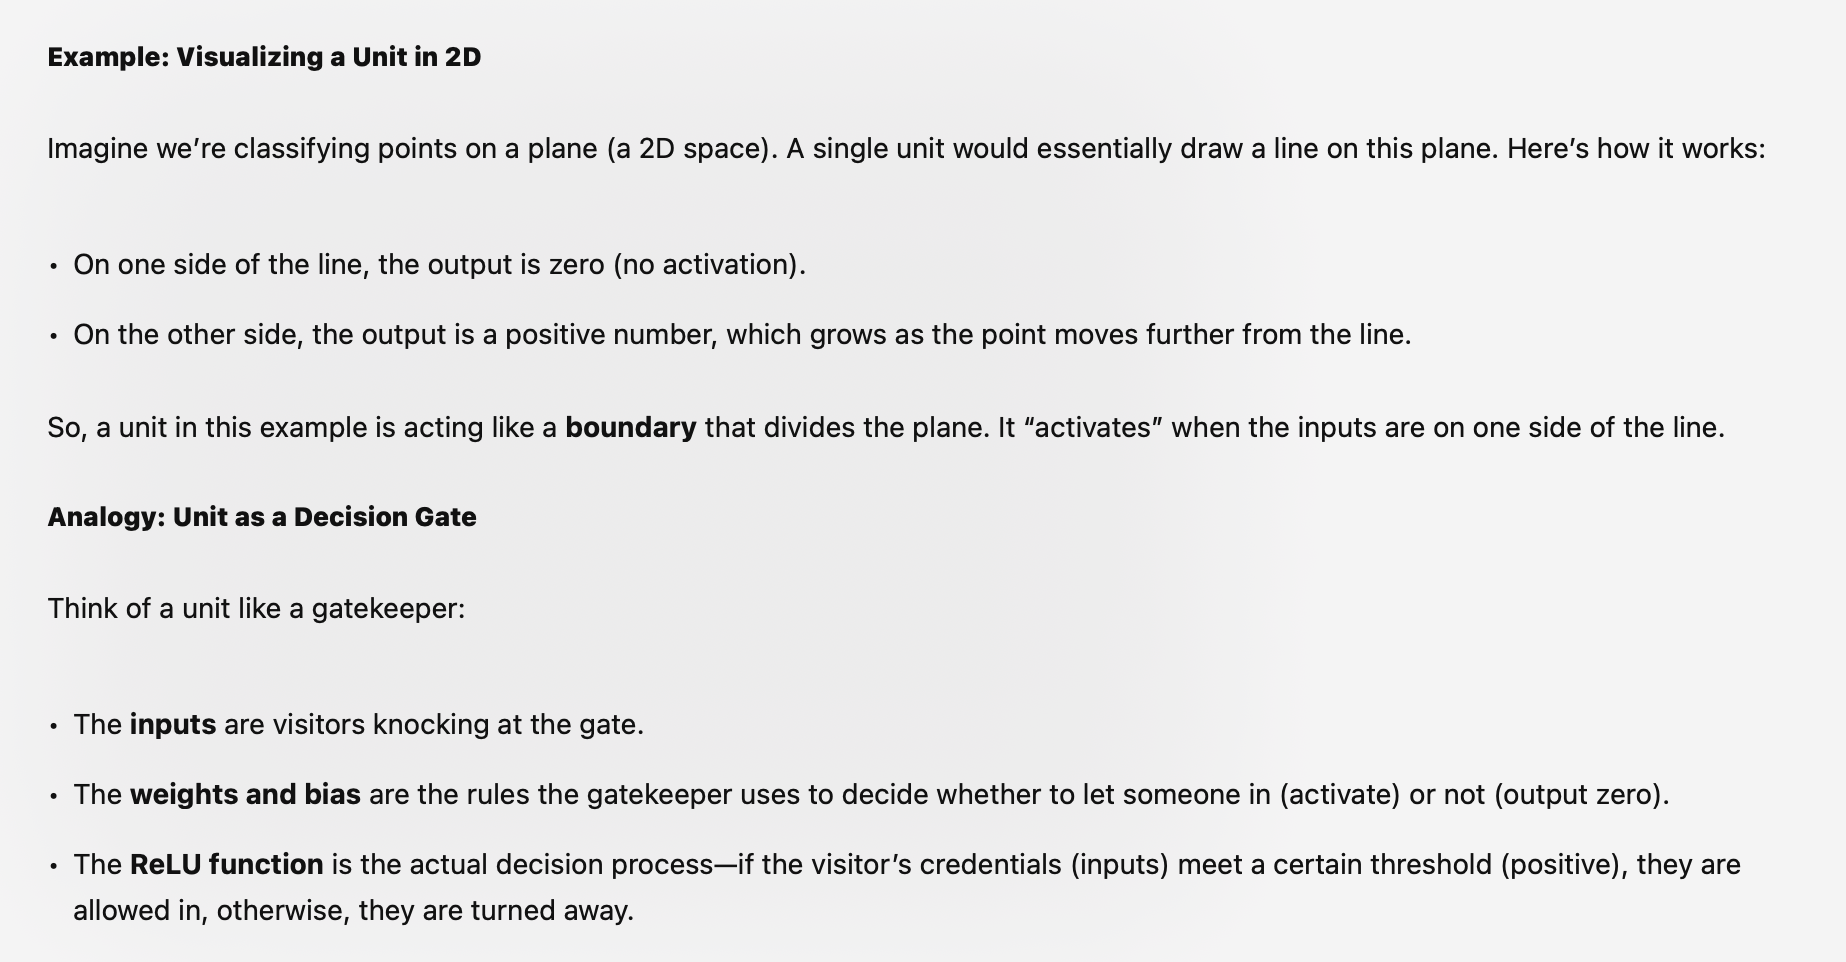 Example: Visualizing a Unit in 2D
Imagine we’re classifying points on a plane (a 2D space). A single unit would essentially draw a line on this plane. Here’s how it works:
• On one side of the line, the output is zero (no activation).
• On the other side, the output is a positive number, which grows as the point moves further from the line.
So, a unit in this example is acting like a boundary that divides the plane. It “activates” when the inputs are on one side of the line.
Analogy: Unit as a Decision Gate
Think of a unit like a gatekeeper:
• The inputs are visitors knocking at the gate.
• The weights and bias are the rules the gatekeeper uses to decide whether to let someone in (activate) or not (output zero).
• The ReLU function is the actual decision process—if the visitor’s credentials (inputs) meet a certain threshold (positive), they are
allowed in, otherwise, they are turned away.